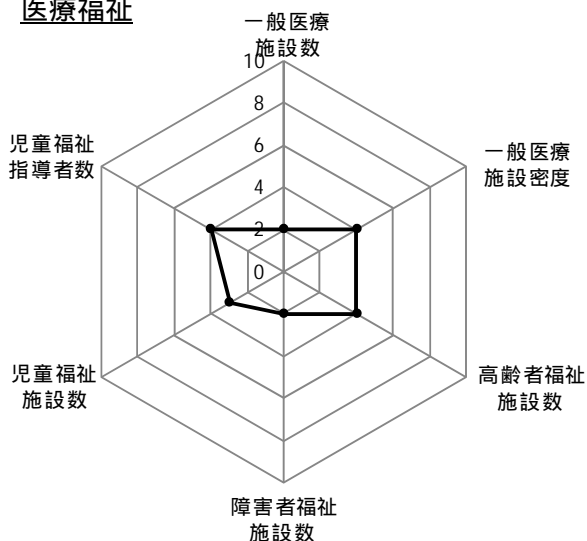 医療福祉
一般医療
施設数
10
8
6
4
2
0
一般医療
施設密度
高齢者福祉
施設数
障害者福祉
施設数
児童福祉
施設数
児童福祉
指導者数